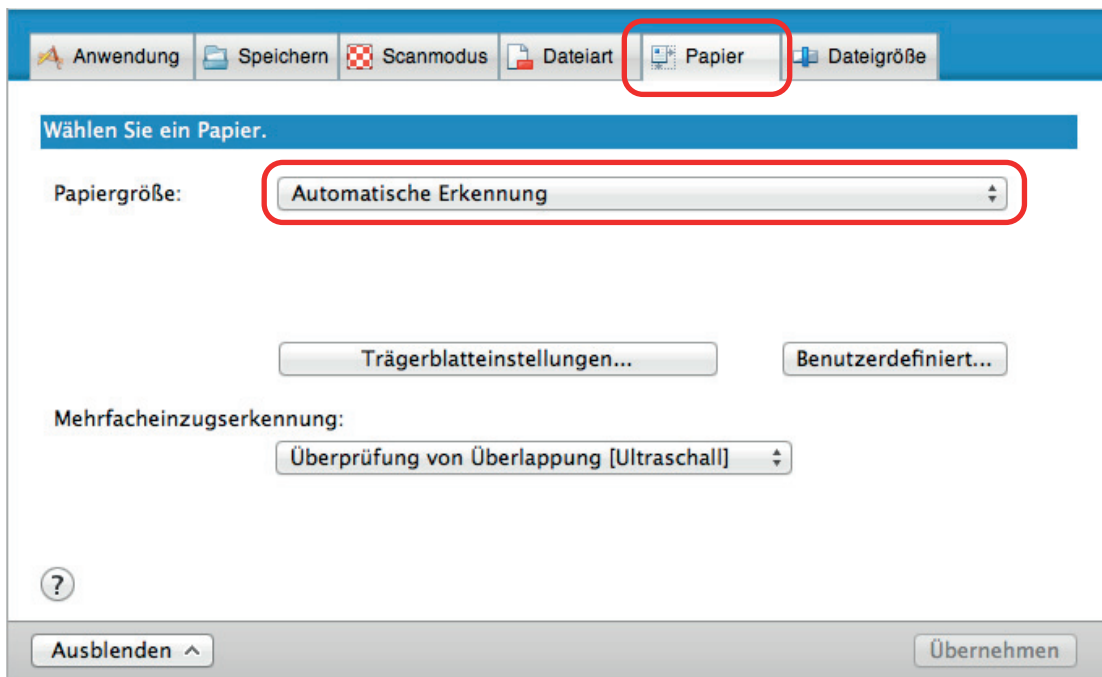 Anwendung Speichern Scanmodus Dateiart Papier Dateigröße
Wählen Sie ein Papier.
Papiergröße: Automatische Erkennung
Trägerblatteinstellungen... Benutzerdefiniert...
Mehrfacheinzugserkennung:
Überprüfung von Überlappung [Ultraschall]
?
Ausblenden Übernehmen